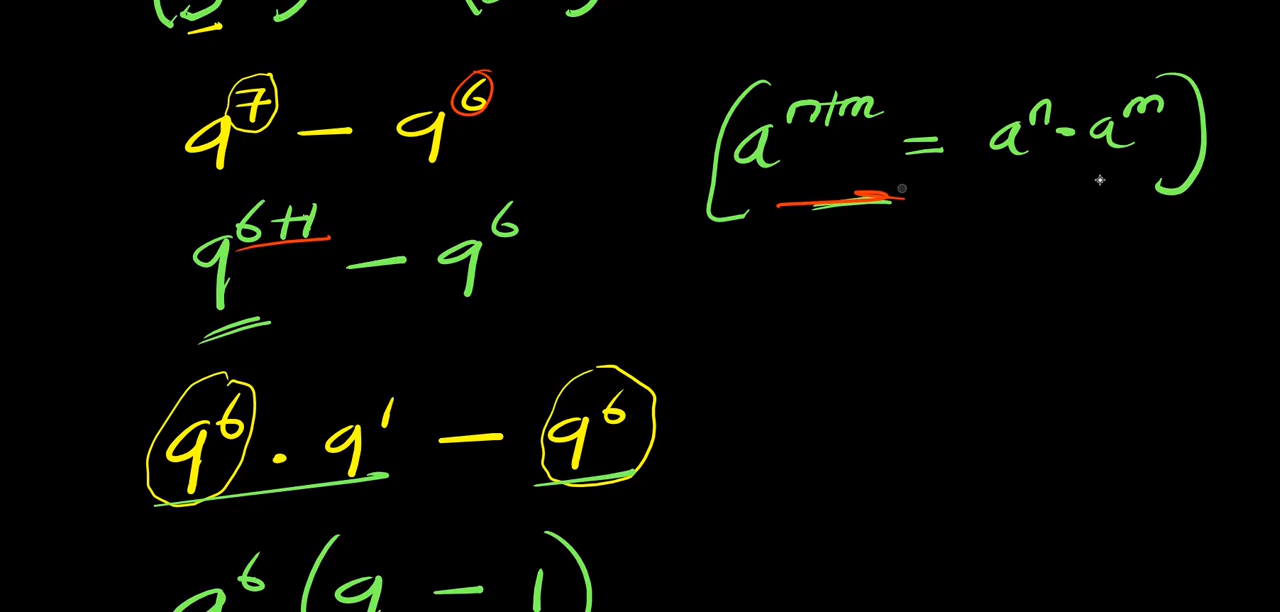 9⁷ − 9⁶
(aⁿ⁺ᵐ = aⁿ · aᵐ)
9⁶⁺¹ − 9⁶
9⁶ · 9¹ − 9⁶
9⁶ (9 − 1)